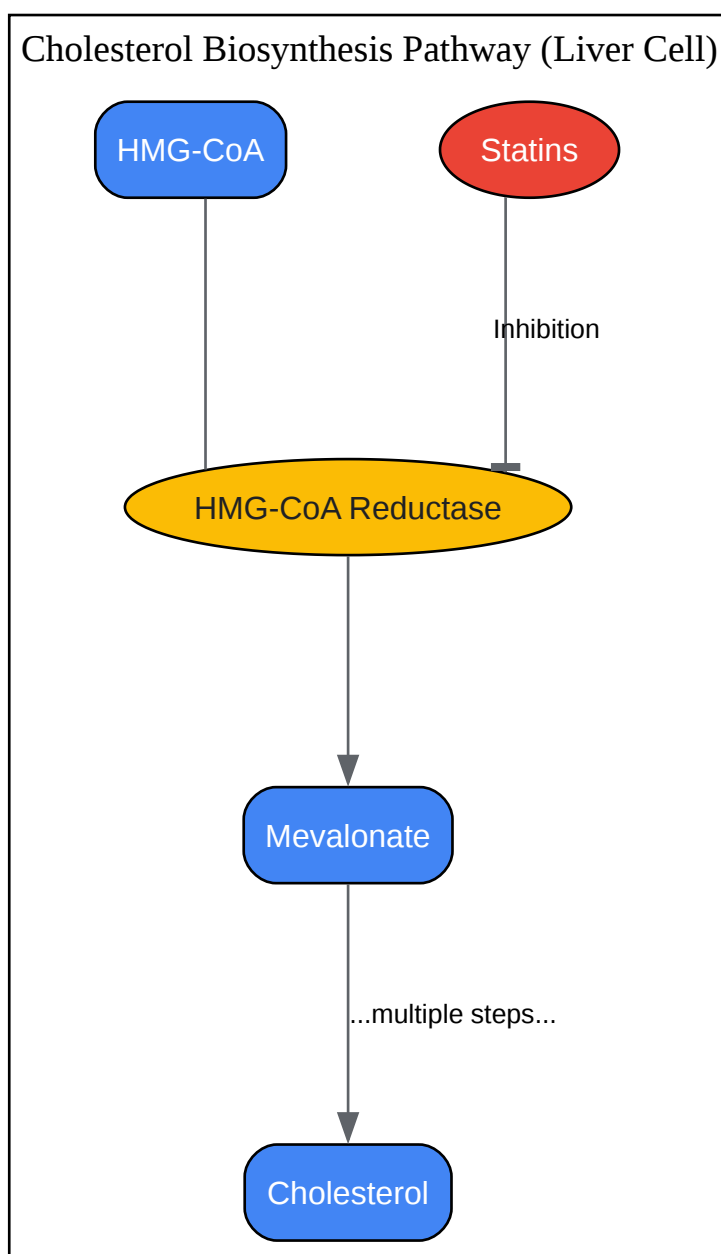 Cholesterol Biosynthesis Pathway (Liver Cell)
HMG-CoA
Statins
Inhibition
HMG-CoA Reductase
Mevalonate
...multiple steps...
Cholesterol